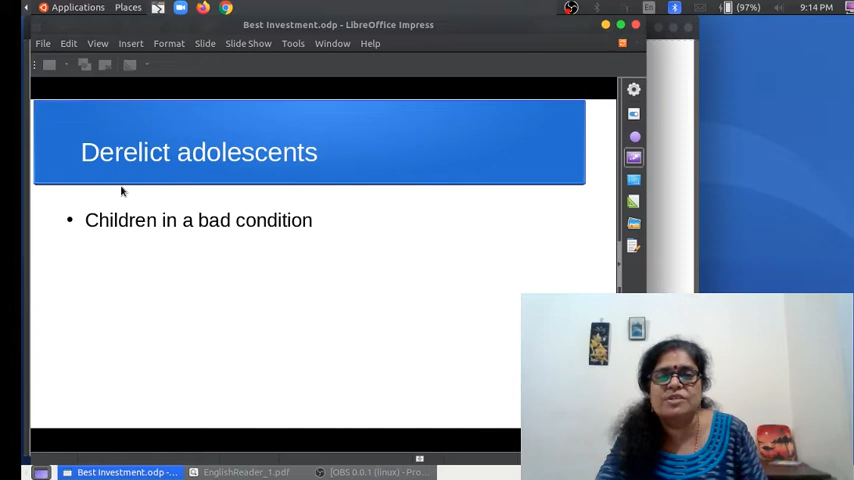 Applications Places
En (97%) 9:14 PM
Best Investment.odp - LibreOffice Impress
File Edit View Insert Format Slide Slide Show Tools Window Help
Derelict adolescents
• Children in a bad condition
Best Investment.odp -... EnglishReader_1.pdf [OBS 0.0.1 (linux) - Pro...